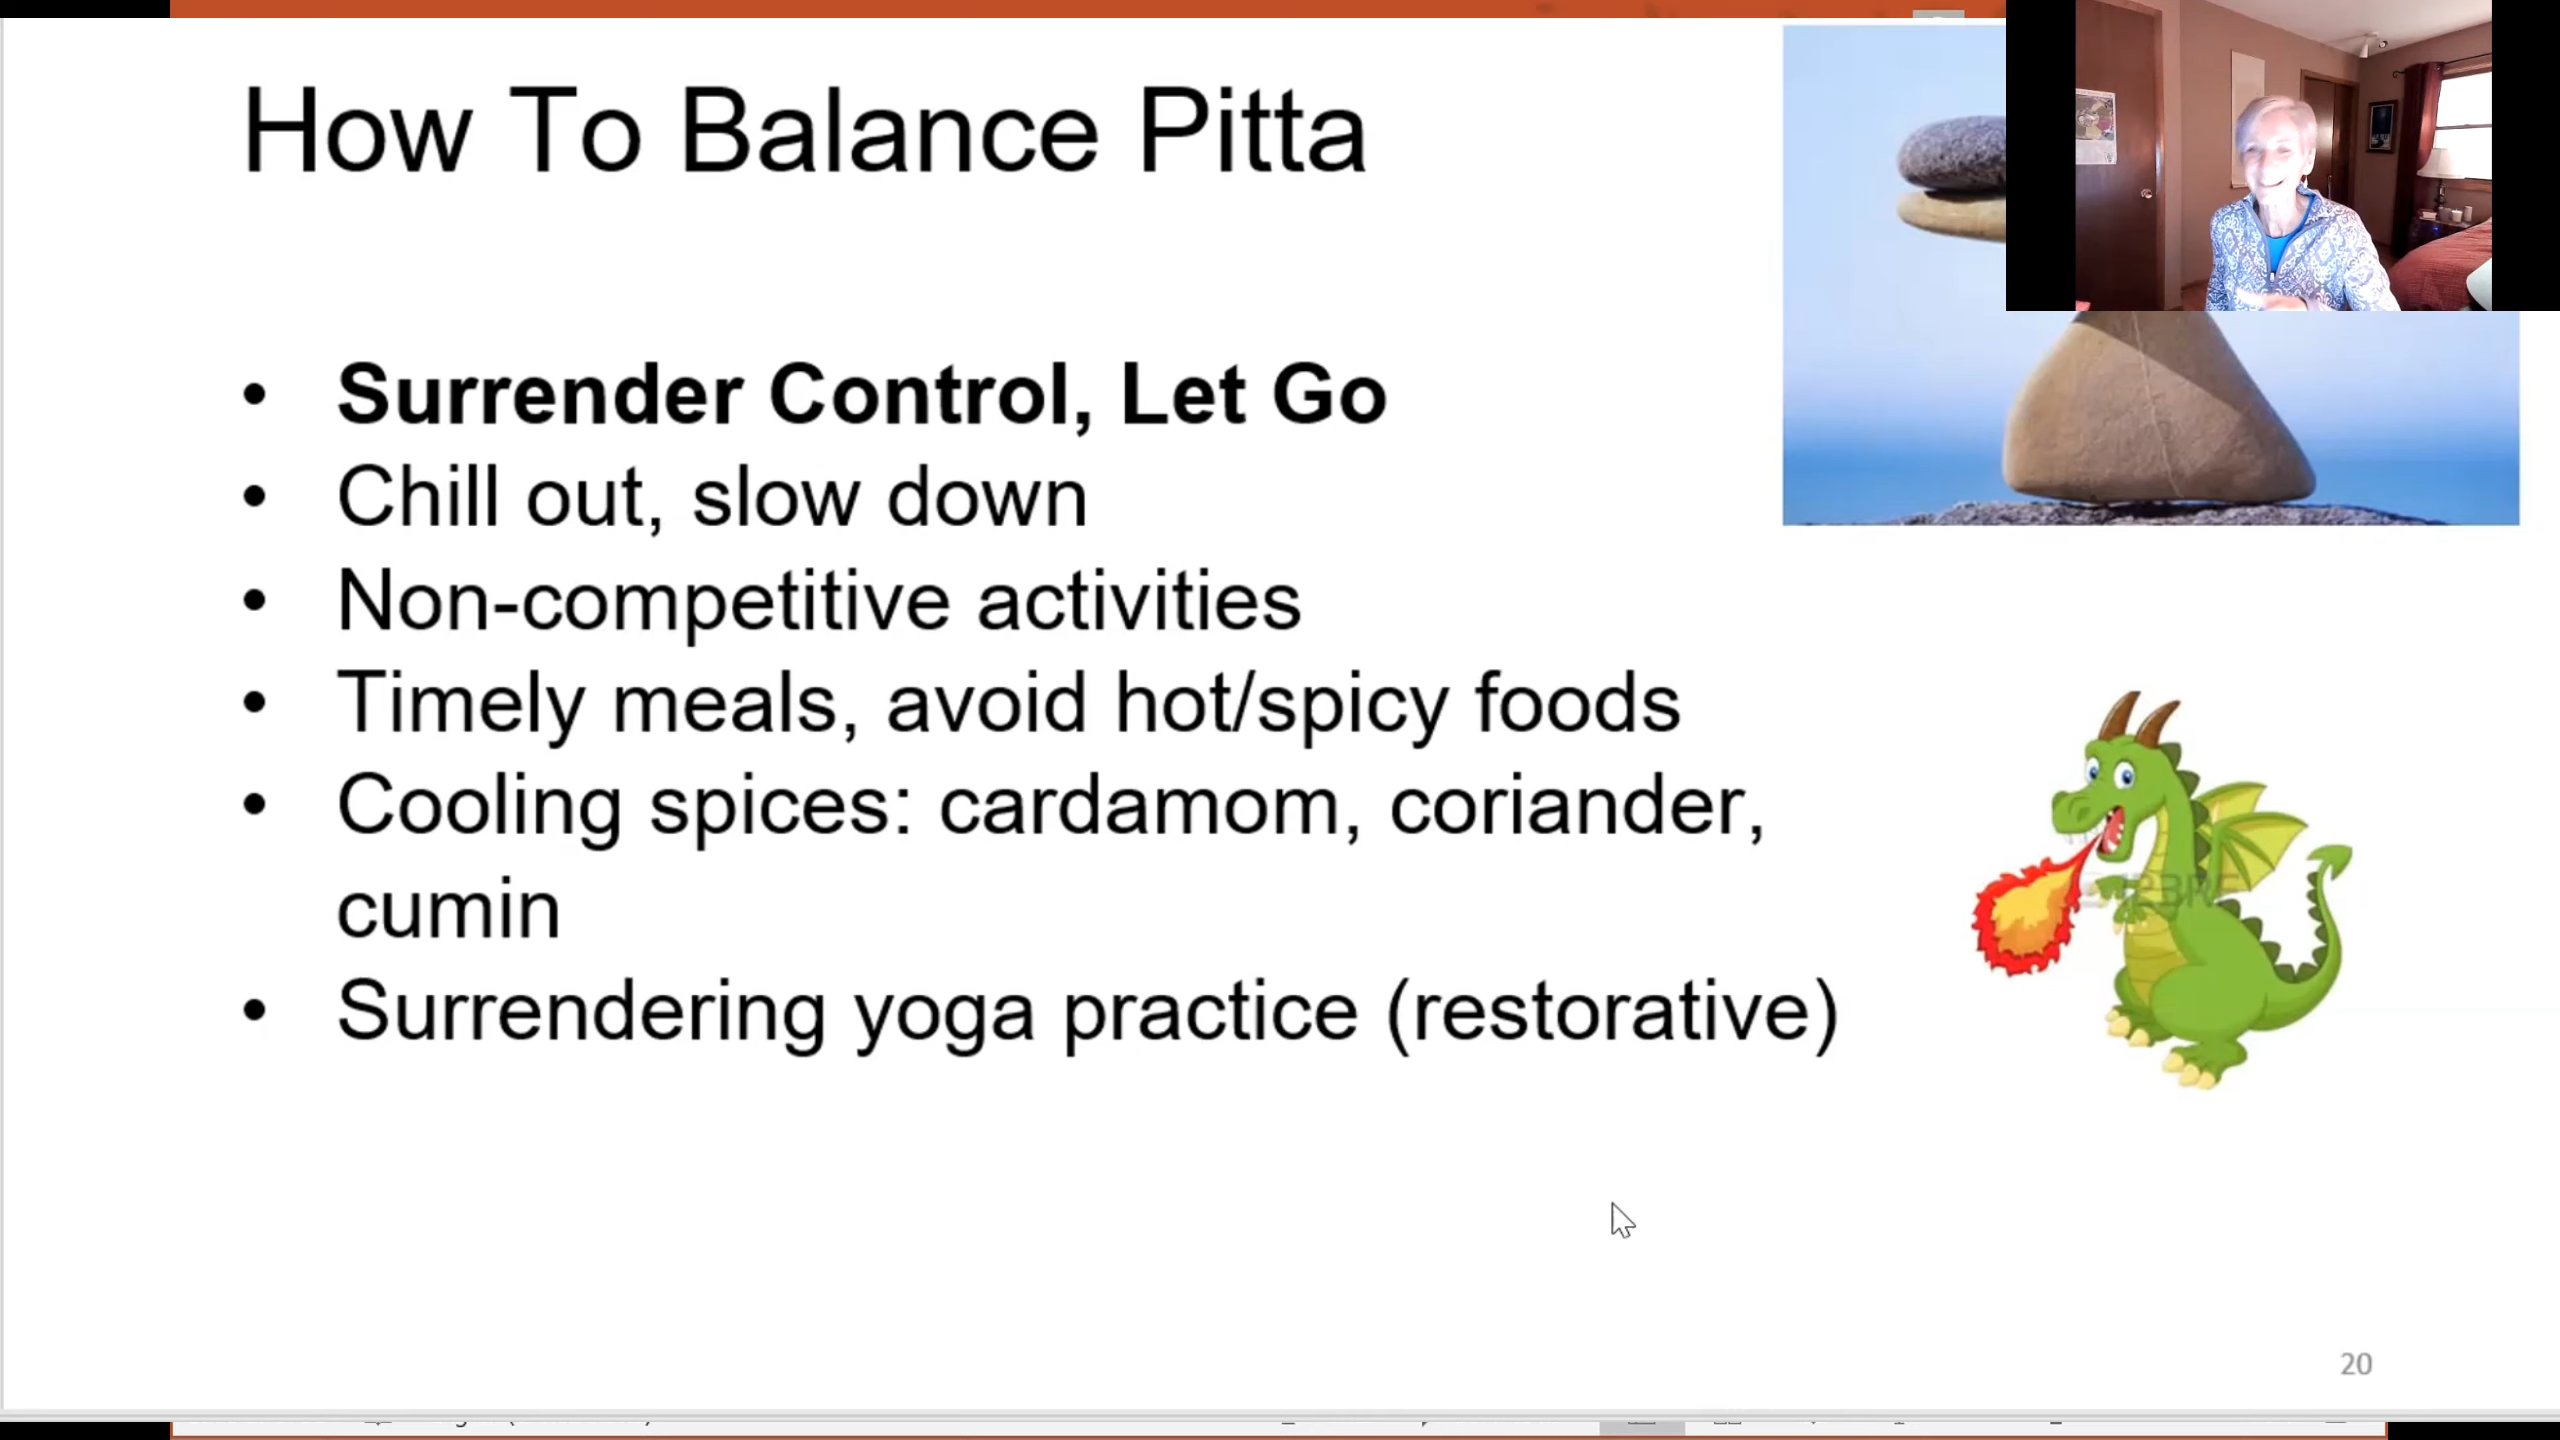 How To Balance Pitta
• Surrender Control, Let Go
• Chill out, slow down
• Non-competitive activities
• Timely meals, avoid hot/spicy foods
• Cooling spices: cardamom, coriander,
cumin
• Surrendering yoga practice (restorative)
20